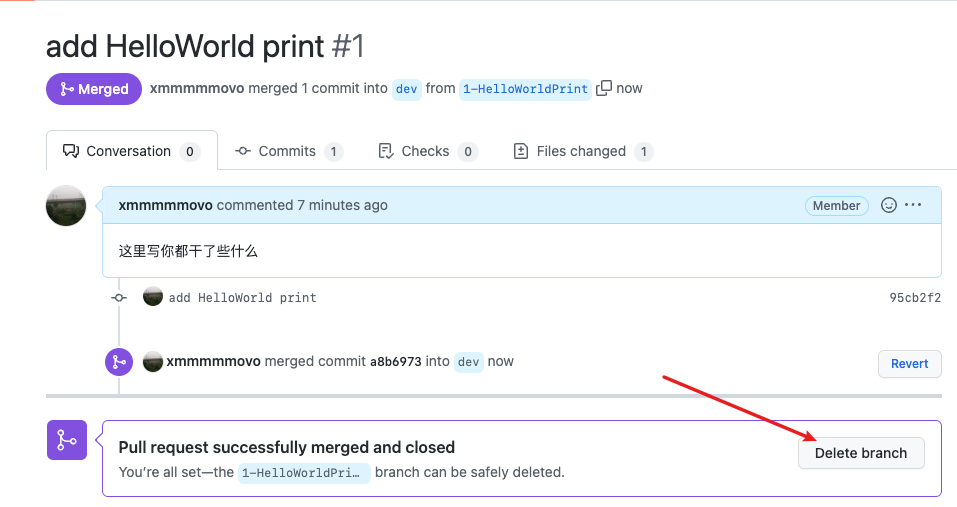 add HelloWorld print #1
Merged xmmmmmovo merged 1 commit into dev from 1-HelloWorldPrint now
Conversation 0 Commits 1 Checks 0 Files changed 1
xmmmmmovo commented 7 minutes ago Member
这里写你都干了些什么
add HelloWorld print 95cb2f2
xmmmmmovo merged commit a8b6973 into dev now Revert
Pull request successfully merged and closed
You’re all set—the 1-HelloWorldPri… branch can be safely deleted.
Delete branch